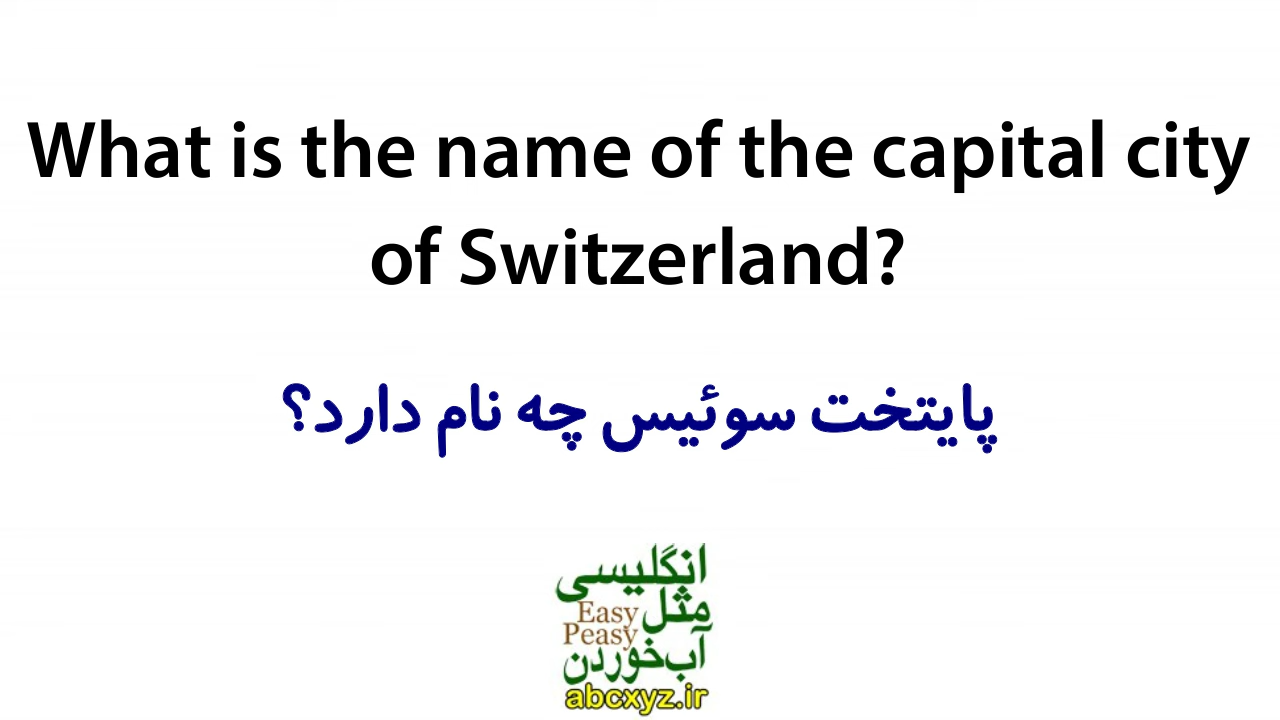 What is the name of the capital city
of Switzerland?
پایتخت سوئیس چه نام دارد؟
انگلیسی
مثل
Easy
Peasy
آب‌خوردن
abcxyz.ir